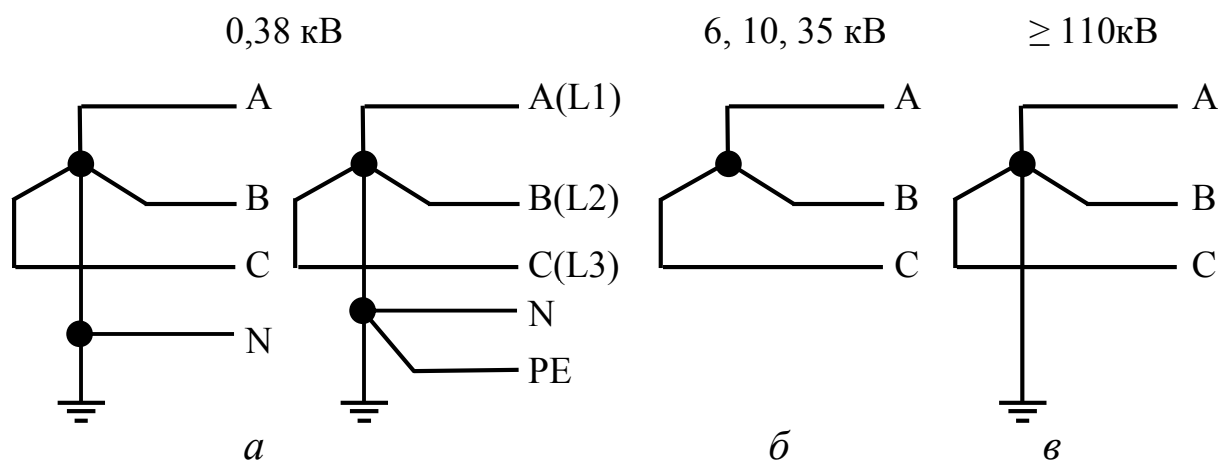 0,38 кВ 6, 10, 35 кВ ≥ 110кВ
A A(L1) A A
B B(L2) B B
C C(L3) C C
N N
PE
а б в